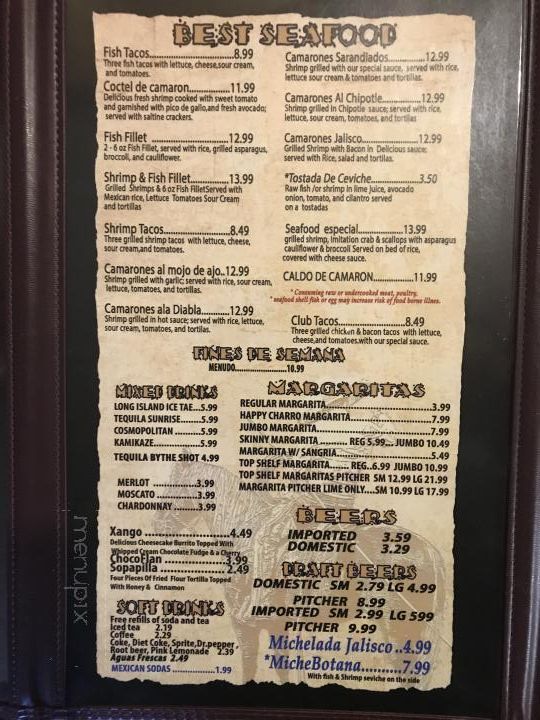 BEST SEAFOOD
Fish Tacos..................8.99
Three fish tacos with lettuce, cheese,sour cream,
and tomatoes.
Coctel de camaron..........11.99
Delicious fresh shrimp cooked with sweet tomato
and garnished with pico de gallo,and fresh avocado;
served with saltine crackers.
Fish Fillet ....................12.99
2 - 6 oz Fish Fillet, served with rice, grilled asparagus,
broccoli, and cauliflower.
Shrimp & Fish Fillet........13.99
Grilled Shrimps & 6 oz Fish FilletServed with
Mexican rice, Lettuce Tomatoes Sour Cream
and tortillas
Shrimp Tacos................8.49
Three grilled shrimp tacos with lettuce, cheese,
sour cream,and tomatoes.
Camarones al mojo de ajo..12.99
Shrimp grilled with garlic; served with rice, sour cream,
lettuce, tomatoes, and tortillas.
Camarones ala Diabla........12.99
Shrimp grilled in hot sauce; served with rice, lettuce,
sour cream, tomatoes, and tortillas.
Camarones Sarandiados.........12.99
Shrimp grilled with our special sauce, served with rice,
lettuce sour cream & tomatoes and tortillas.
Camarones Al Chipotle..........12.99
Shrimp grilled in Chipotle sauce; served with rice,
lettuce, sour cream, tometoes, and tortillas
Camarones Jalisco..............12.99
Grilled Shrimp with Bacon in Delicious sauce;
served with Rice, salad and tortillas.
*Tostada De Ceviche............3.50
Raw fish /or shrimp in lime juice, avocado
onion, tomato, and cilantro served
on a tostadas
Seafood especial...........13.99
grilled shrimp, imitation crab & scallops with asparagus
cauliflower & broccoli Served on bed of rice,
covered with cheese sauce.
CALDO DE CAMARON..........11.99
* Consuming raw or undercooked meat, poultry,
seafood shell fish or egg may increase risk of food borne illnes.
Club Tacos....................8.49
Three grilled chicken & bacon tacos with lettuce,
cheese,and tomatoes.with our special sauce.
FINES DE SEMANA
MENUDO....................10.99
MIXED DRINKS
LONG ISLAND ICE TAE...5.99
TEQUILA SUNRISE.......5.99
COSMOPOLITAN ........5.99
KAMIKAZE...............5.99
TEQUILA BYTHE SHOT 4.99
MERLOT ..............3.99
MOSCATO .............3.99
CHARDONNAY .........3.99
MARGARITAS
REGULAR MARGARITA............................3.99
HAPPY CHARRO MARGARITA....................7.99
JUMBO MARGARITA..............................7.99
SKINNY MARGARITA ......... REG 5.99... JUMBO 10.49
MARGARITA W/ SANGRIA.......................5.49
TOP SHELF MARGARITA....... REG..6.99 JUMBO 10.99
TOP SHELF MARGARITAS PITCHER SM 12.99 LG 21.99
MARGARITA PITCHER LIME ONLY....SM 10.99 LG 17.99
Xango ....................4.49
Delicious Cheesecake Burrito Topped With
Whipped Cream Chocolate Fudge & a Cherry
ChocoFlan ................3.99
Sopapilla .................2.49
Four Pieces Of Fried Flour Tortilla Topped
With Honey & Cinnamon
BEERS
IMPORTED 3.59
DOMESTIC 3.29
DRAFT BEERS
DOMESTIC SM 2.79 LG 4.99
PITCHER 8.99
IMPORTED SM 2.99 LG 599
PITCHER 9.99
Michelada Jalisco ..4.99
*MicheBotana..........7.99
With fish & Shrimp seviche on the side
SOFT DRINKS
Free refills of soda and tea
Iced tea 2.19
Coffee 2.29
Coke, Diet Coke, Sprite,Dr.pepper,
Root beer, Pink Lemonade 2.39
Aguas Frescas 2.49
MEXICAN SODAS ...............1.99
menupix